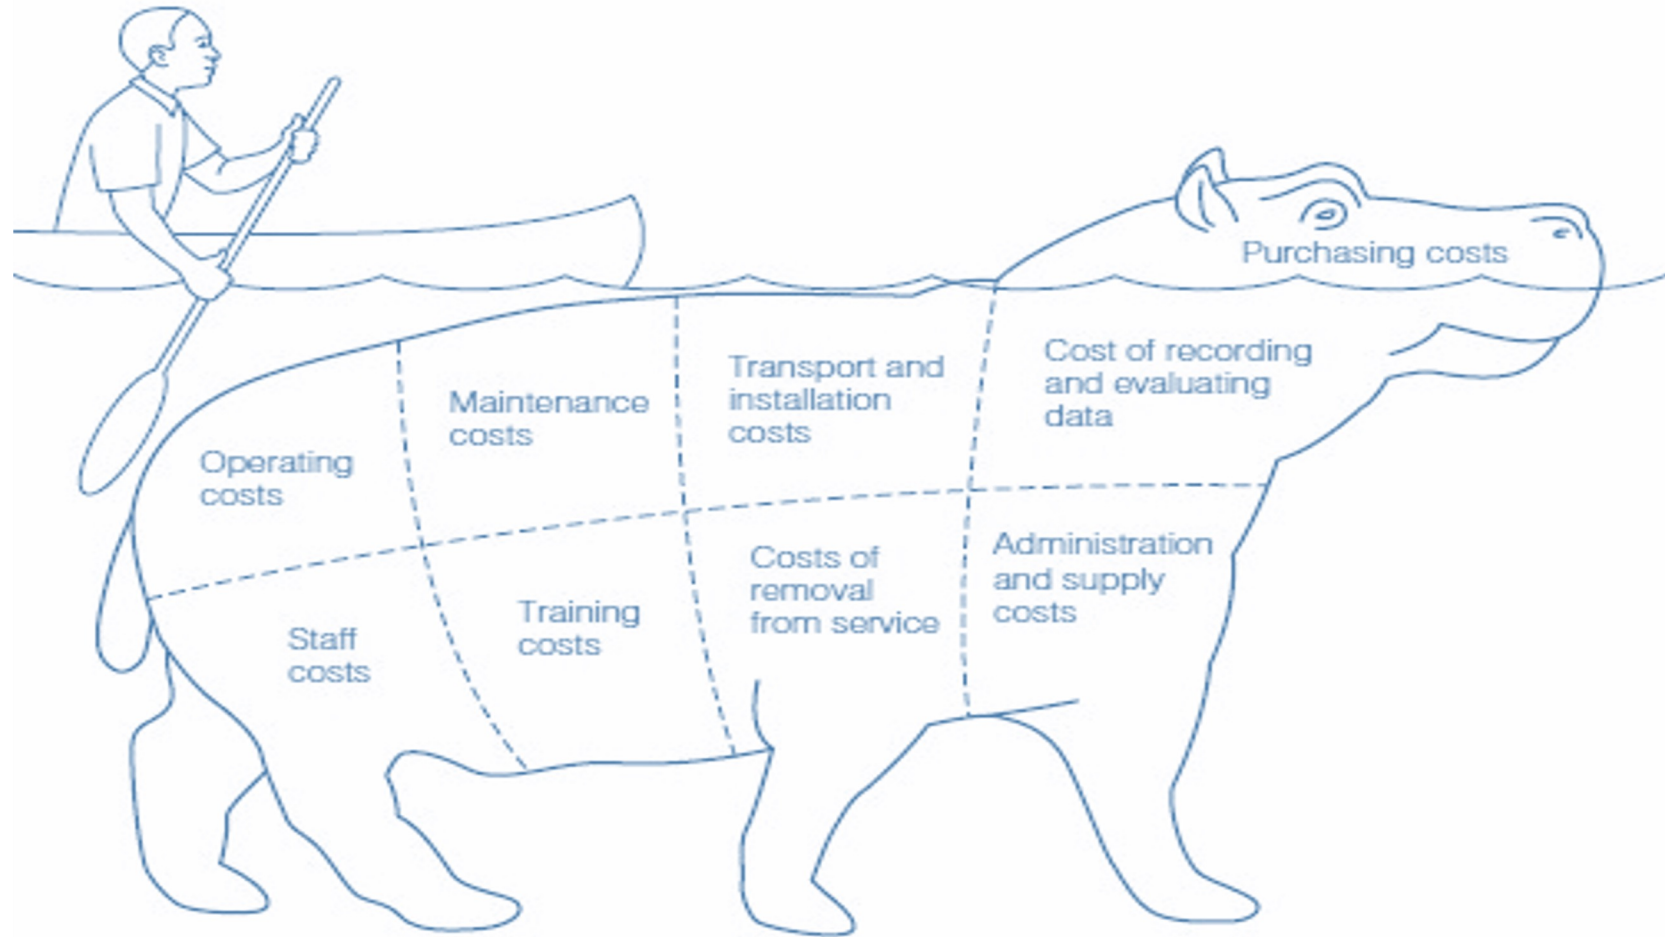 Purchasing costs
Cost of recording
and evaluating
data
Transport and
installation
costs
Maintenance
costs
Operating
costs
Administration
and supply
costs
Costs of
removal
from service
Training
costs
Staff
costs